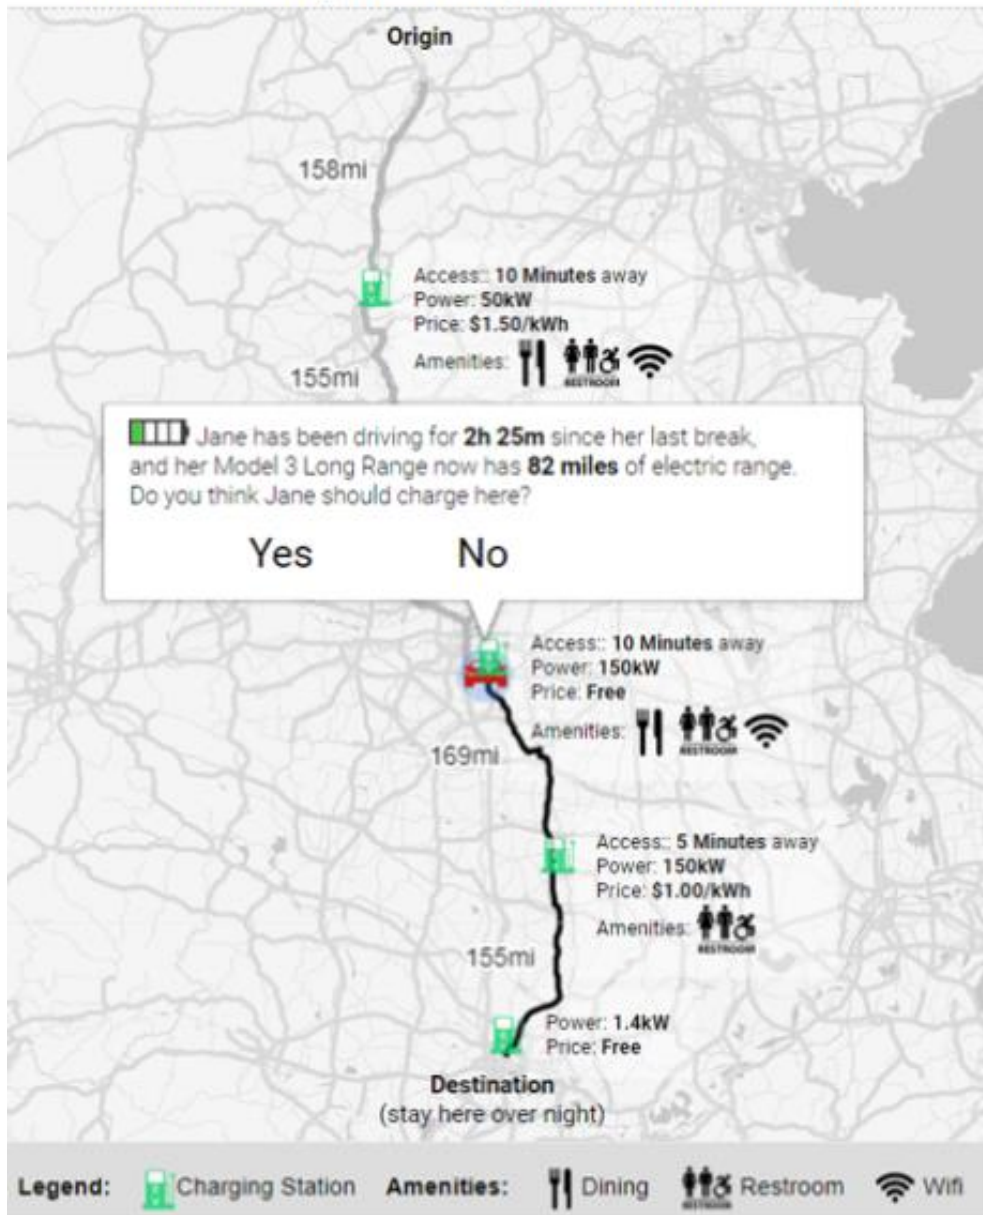 Origin
158mi
Access:: 10 Minutes away
Power: 50kW
Price: $1.50/kWh
Amenities:
RESTROOM
155mi
Jane has been driving for 2h 25m since her last break,
and her Model 3 Long Range now has 82 miles of electric range.
Do you think Jane should charge here?
Yes No
Access:: 10 Minutes away
Power: 150kW
Price: Free
Amenities:
RESTROOM
169mi
Access:: 5 Minutes away
Power: 150kW
Price: $1.00/kWh
Amenities:
RESTROOM
155mi
Power: 1.4kW
Price: Free
Destination
(stay here over night)
Legend: Charging Station Amenities: Dining RESTROOM Restroom Wifi